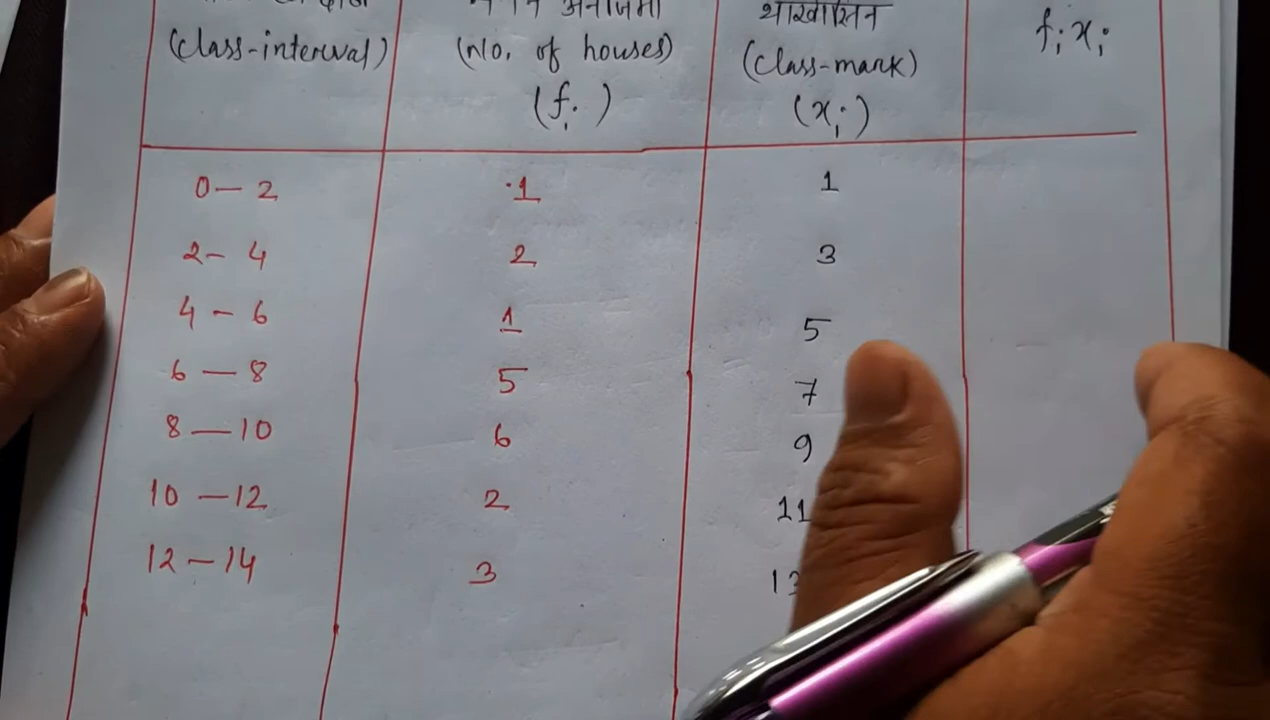 (class-interval)
(No. of houses)
(fi)
(class-mark)
(xi)
fixi
0 — 2
1
1
2 - 4
2
3
4 - 6
1
5
6 — 8
5
7
8 — 10
6
9
10 — 12
2
11
12 — 14
3
13